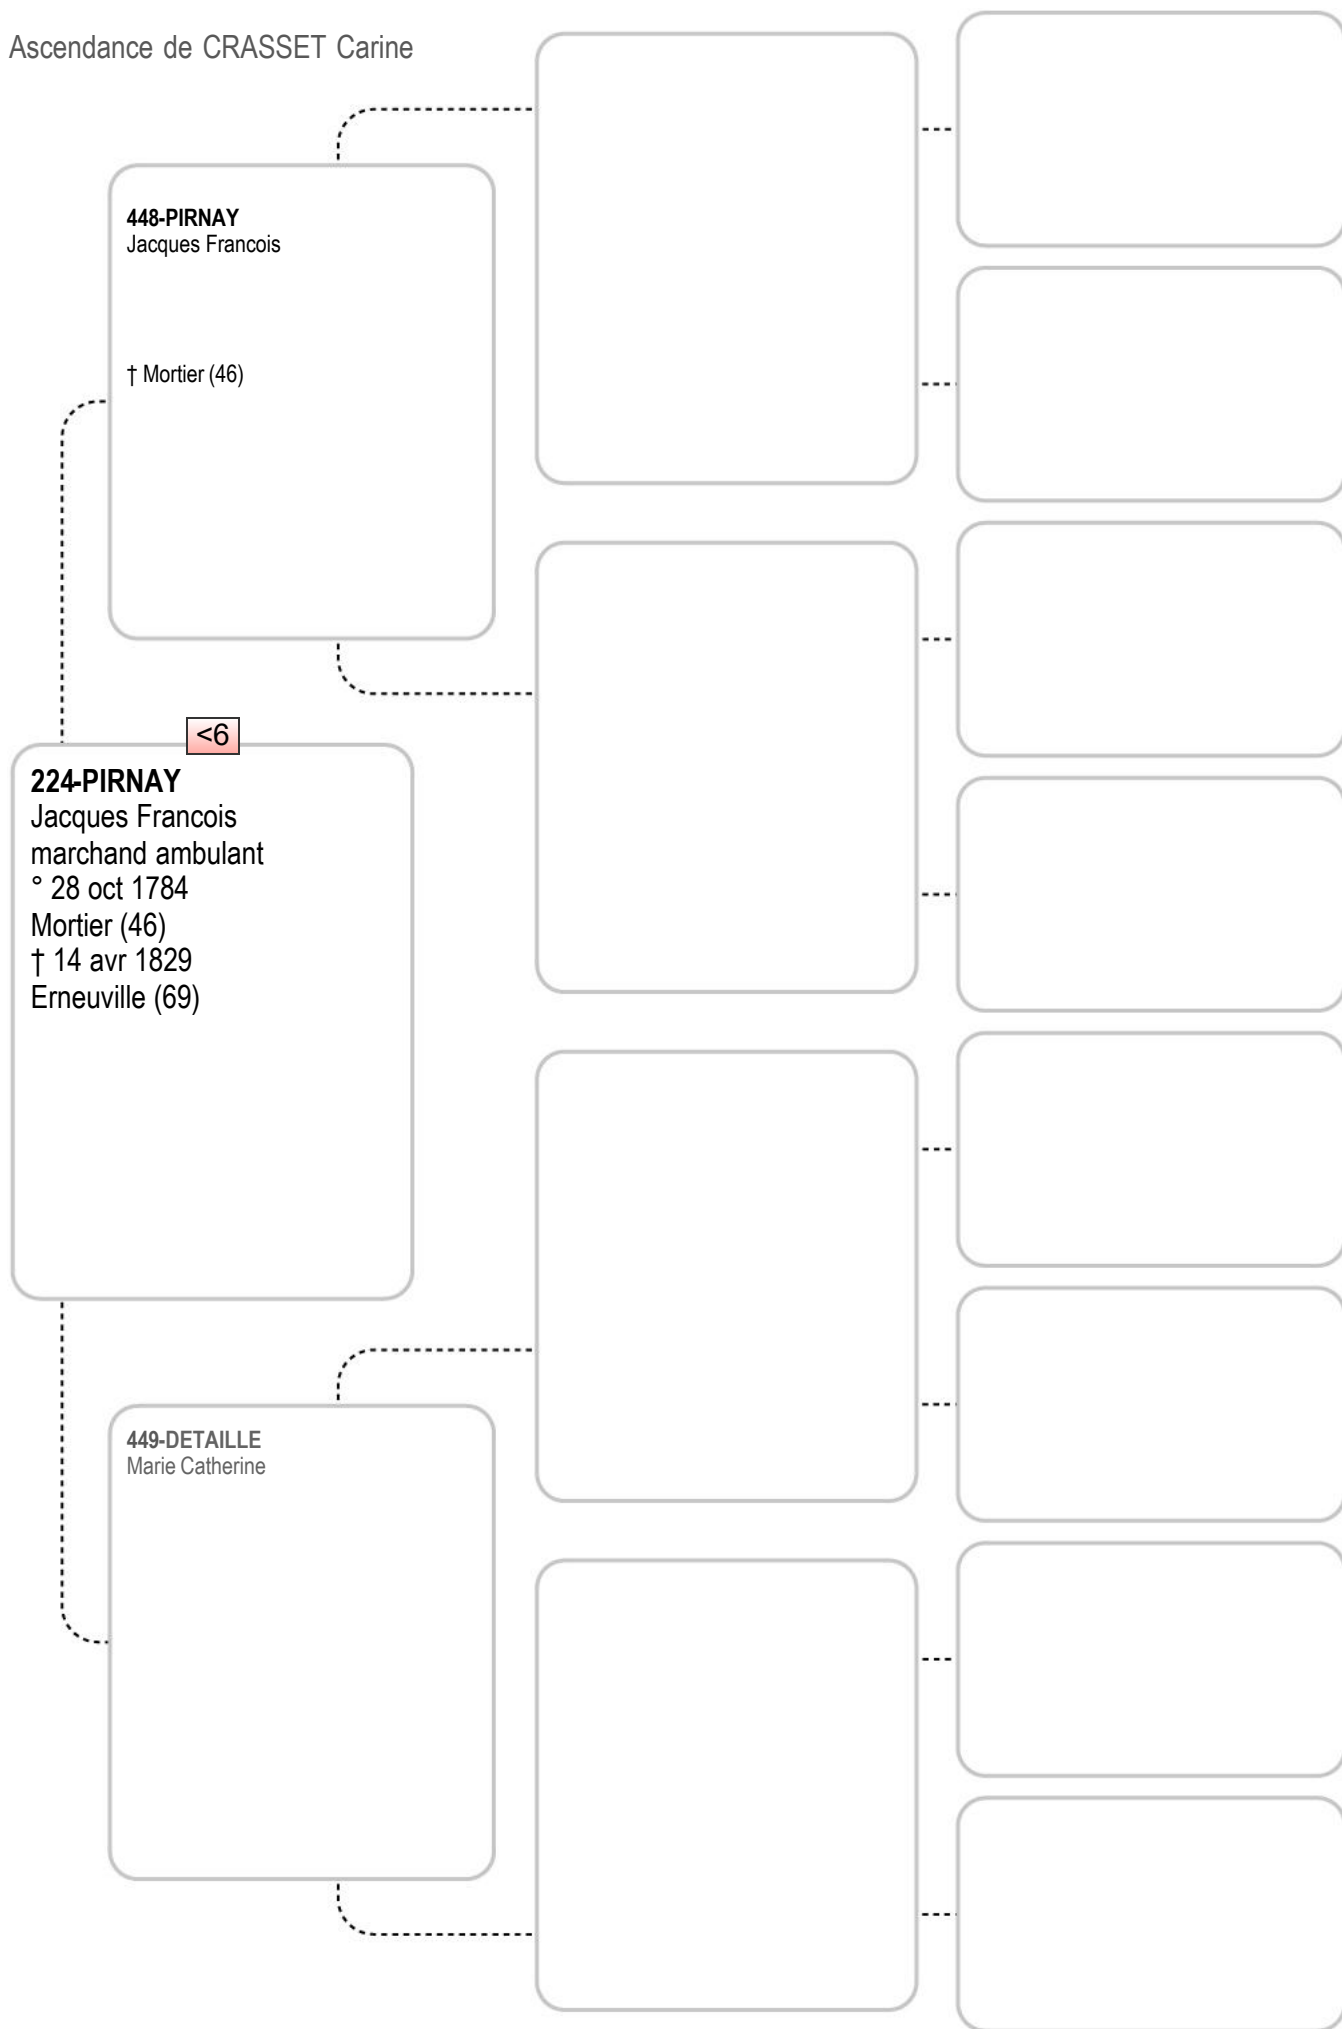 Ascendance de CRASSET Carine
448-PIRNAY
Jacques Francois
† Mortier (46)
<6
224-PIRNAY
Jacques Francois
marchand ambulant
° 28 oct 1784
Mortier (46)
† 14 avr 1829
Erneuville (69)
449-DETAILLE
Marie Catherine